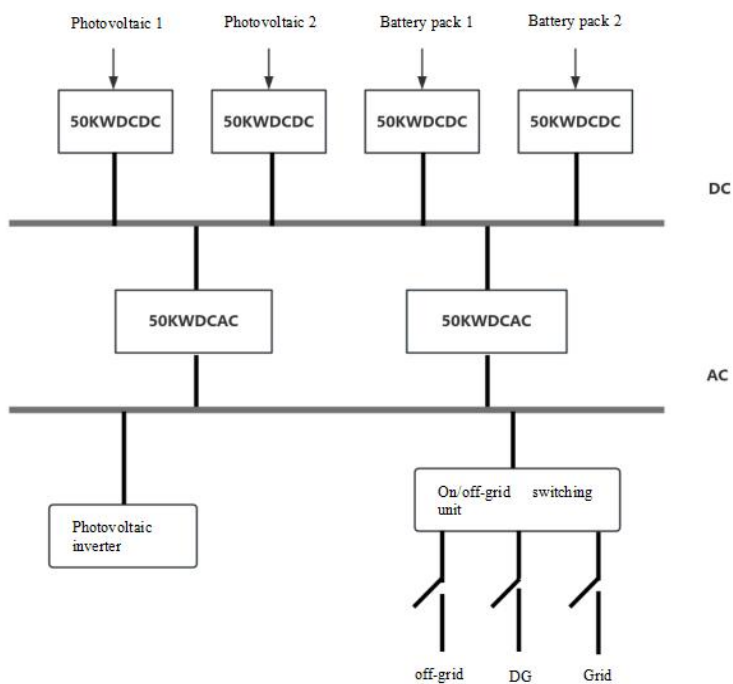 Photovoltaic 1
Photovoltaic 2
Battery pack 1
Battery pack 2
50KWDCDC
50KWDCDC
50KWDCDC
50KWDCDC
DC
50KWDCAC
50KWDCAC
AC
On/off-grid switching
unit
Photovoltaic
inverter
off-grid
DG
Grid